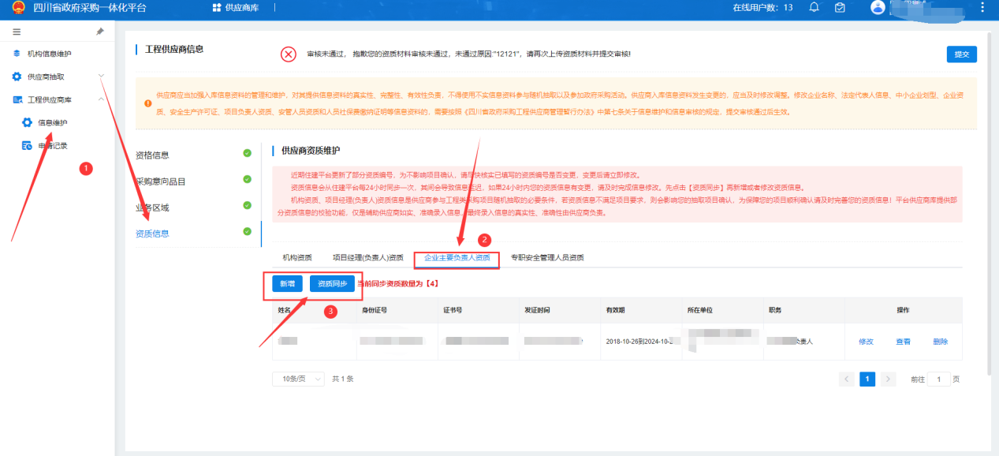 四川省政府采购一体化平台
供应商库
在线用户数：13
机构信息维护
供应商抽取
工程供应商库
信息维护
申请记录
1
工程供应商信息
审核未通过， 抱歉您的资质材料审核未通过，未通过原因:"12121"，请再次上传资质材料并提交审核!
提交
供应商应当加强入库信息资料的管理和维护，对其提供信息资料的真实性、完整性、有效性负责，不得使用不实信息资料参与随机抽取以及参加政府采购活动。供应商入库信息资料发生变更的，应当及时修改调整。修改企业名称、法定代表人信息、中小企业划型、企业资
质、安全生产许可证、项目负责人资质、安管人员资质和人员社保费缴纳证明等信息资料的，需要按照《四川省政府采购工程供应商管理暂行办法》中第七条关于信息维护和信息审核的规定，提交审核通过后生效。
资格信息
采购意向品目
业务区域
资质信息
供应商资质维护
近期住建平台更新了部分资质编号，为不影响项目确认，请尽快核实已填写的资质编号是否变更，变更后请立即修改。
资质信息会从住建平台每24小时同步一次，其间会导致信息延迟，如果24小时内您的资质信息有变更，请及时完成信息修改。先点击【资质同步】再新增或者修改资质信息。
机构资质、项目经理(负责人)资质信息是供应商参与工程类采购项目随机抽取的必要条件，若资质信息不满足项目要求，则会影响您的抽取项目确认，为保障您的项目顺利确认请及时完善您的资质信息！平台供应商库提供部
分资质信息的校验功能，仅是辅助供应商如实、准确录入信息，最终录入信息的真实性、准确性由供应商负责。
2
机构资质 项目经理(负责人)资质 企业主要负责人资质 专职安全管理人员资质
新增 资质同步 当前同步资质数量为【4】
3
姓名 身份证号 证书号 发证时间 有效期 所在单位 职务 操作
2018-10-26到2024-10- 负责人 修改 查看 删除
10条/页 共 1 条 1 前往 1 页